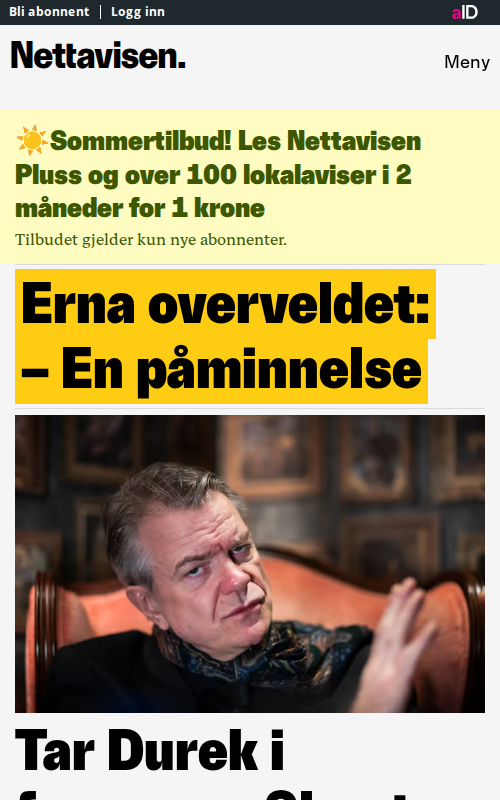 Bli abonnent
Logg inn
aID
Nettavisen.
Meny
Sommertilbud! Les Nettavisen
Pluss og over 100 lokalaviser i 2
måneder for 1 krone
Tilbudet gjelder kun nye abonnenter.
Erna overveldet:
– En påminnelse
Tar Durek i